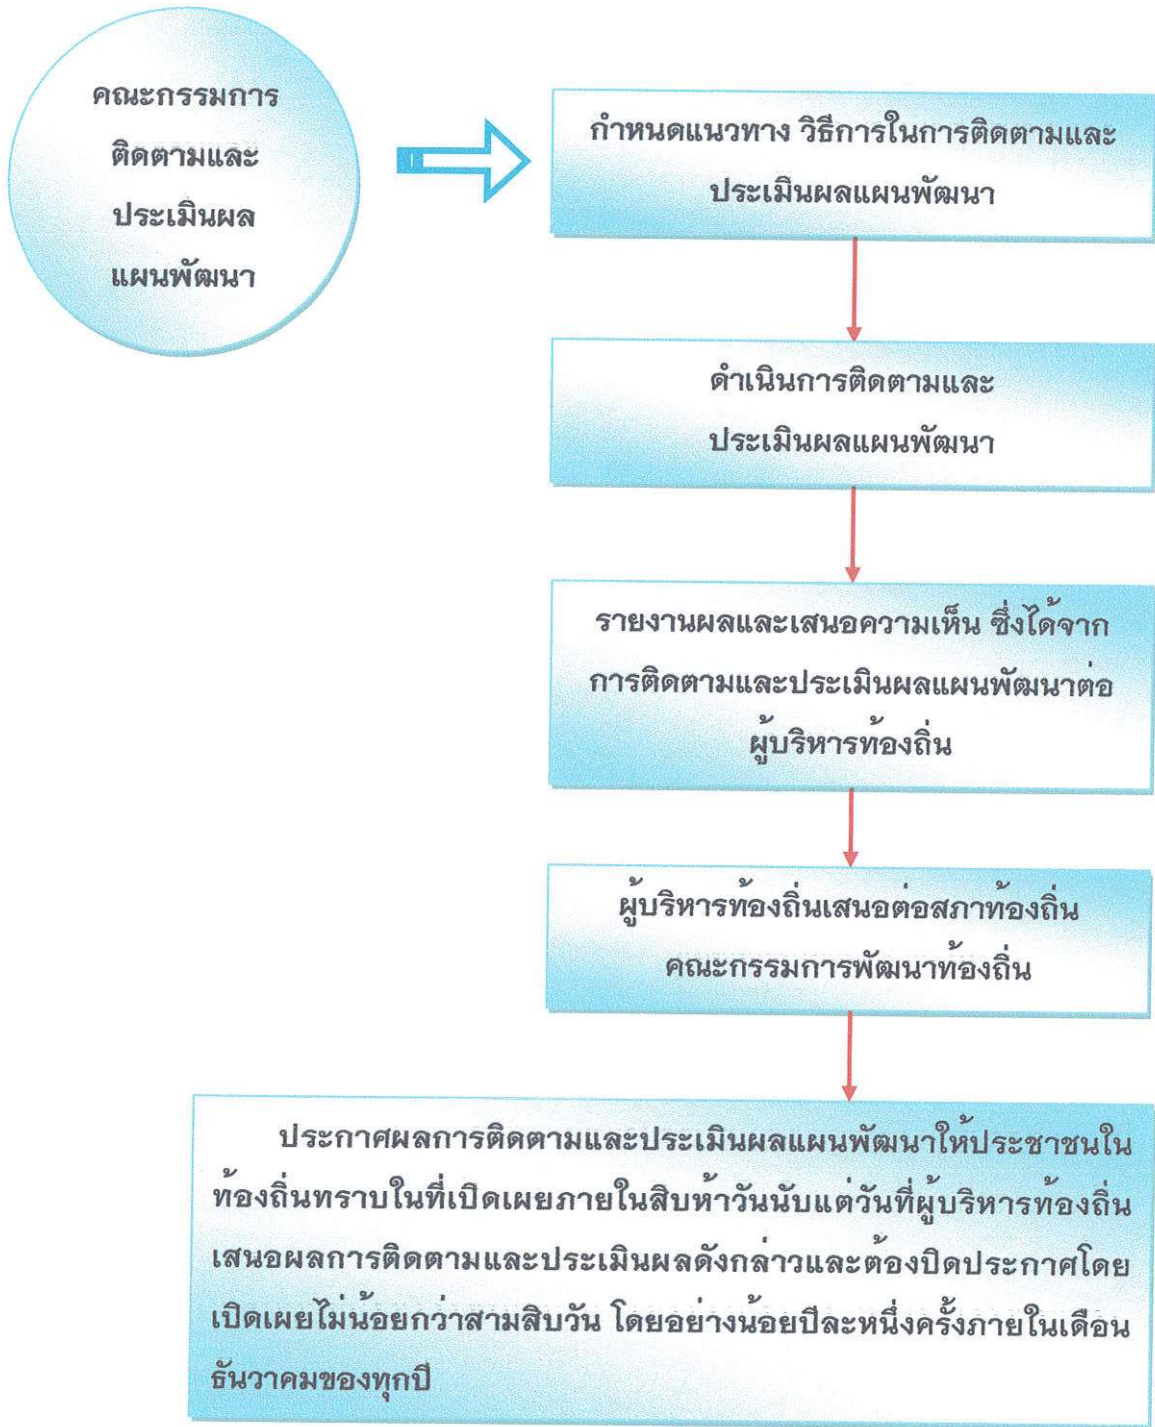 คณะกรรมการ
ติดตามและ
ประเมินผล
แผนพัฒนา
กำหนดแนวทาง วิธีการในการติดตามและ
ประเมินผลแผนพัฒนา
ดำเนินการติดตามและ
ประเมินผลแผนพัฒนา
รายงานผลและเสนอความเห็น ซึ่งได้จาก
การติดตามและประเมินผลแผนพัฒนาต่อ
ผู้บริหารท้องถิ่น
ผู้บริหารท้องถิ่นเสนอต่อสภาท้องถิ่น
คณะกรรมการพัฒนาท้องถิ่น
ประกาศผลการติดตามและประเมินผลแผนพัฒนาให้ประชาชนใน
ท้องถิ่นทราบในที่เปิดเผยภายในสิบห้าวันนับแต่วันที่ผู้บริหารท้องถิ่น
เสนอผลการติดตามและประเมินผลดังกล่าวและต้องปิดประกาศโดย
เปิดเผยไม่น้อยกว่าสามสิบวัน โดยอย่างน้อยปีละหนึ่งครั้งภายในเดือน
ธันวาคมของทุกปี